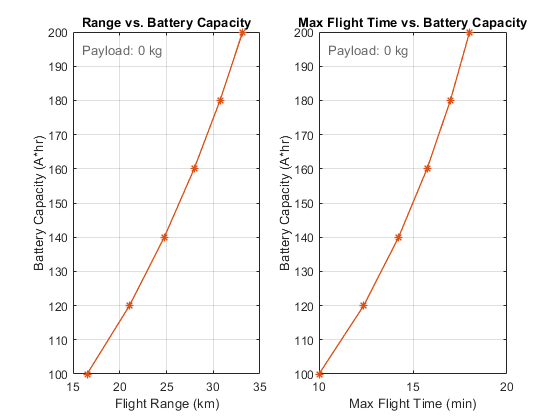 Range vs. Battery Capacity
Payload: 0 kg
200
190
180
170
160
150
140
130
120
110
100
Battery Capacity (A*hr)
15 20 25 30 35
Flight Range (km)
Max Flight Time vs. Battery Capacity
Payload: 0 kg
200
190
180
170
160
150
140
130
120
110
100
Battery Capacity (A*hr)
10 15 20
Max Flight Time (min)